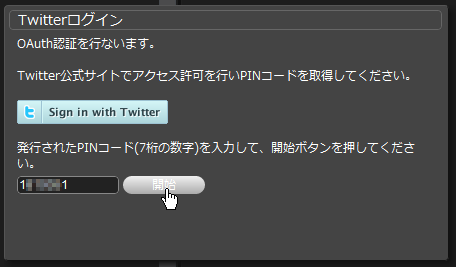 Twitterログイン
OAuth認証を行ないます。
Twitter公式サイトでアクセス許可を行いPINコードを取得してください。
Sign in with Twitter
発行されたPINコード(7桁の数字)を入力して、開始ボタンを押してくださ
い。
開始